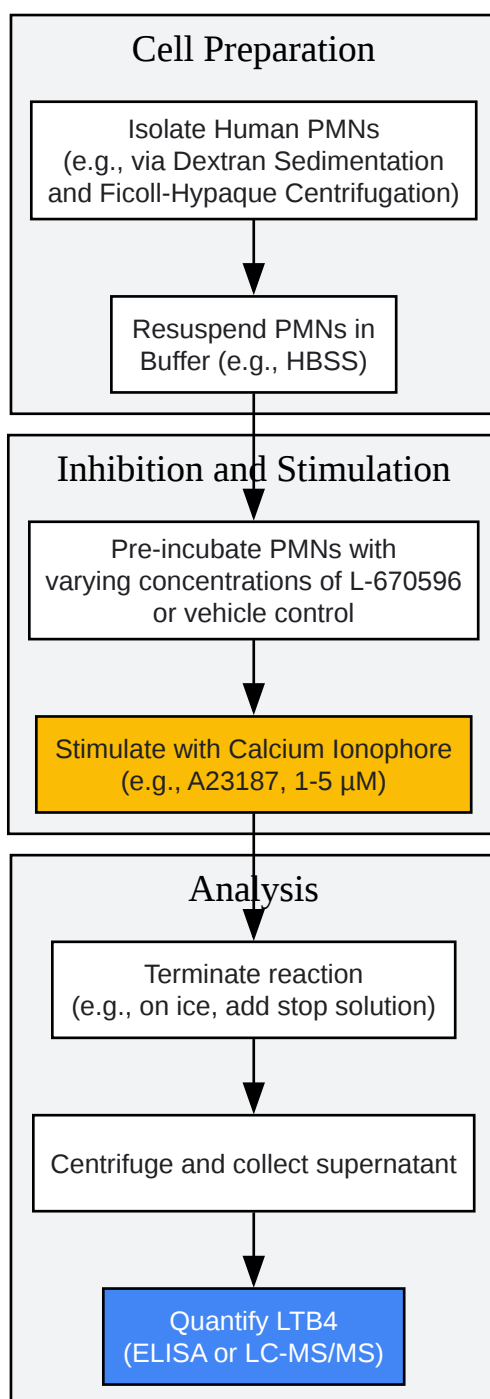 Cell Preparation
Isolate Human PMNs
(e.g., via Dextran Sedimentation
and Ficoll-Hypaque Centrifugation)
Resuspend PMNs in
Buffer (e.g., HBSS)
Inhibition and Stimulation
Pre-incubate PMNs with
varying concentrations of L-670596
or vehicle control
Stimulate with Calcium Ionophore
(e.g., A23187, 1-5 µM)
Analysis
Terminate reaction
(e.g., on ice, add stop solution)
Centrifuge and collect supernatant
Quantify LTB4
(ELISA or LC-MS/MS)